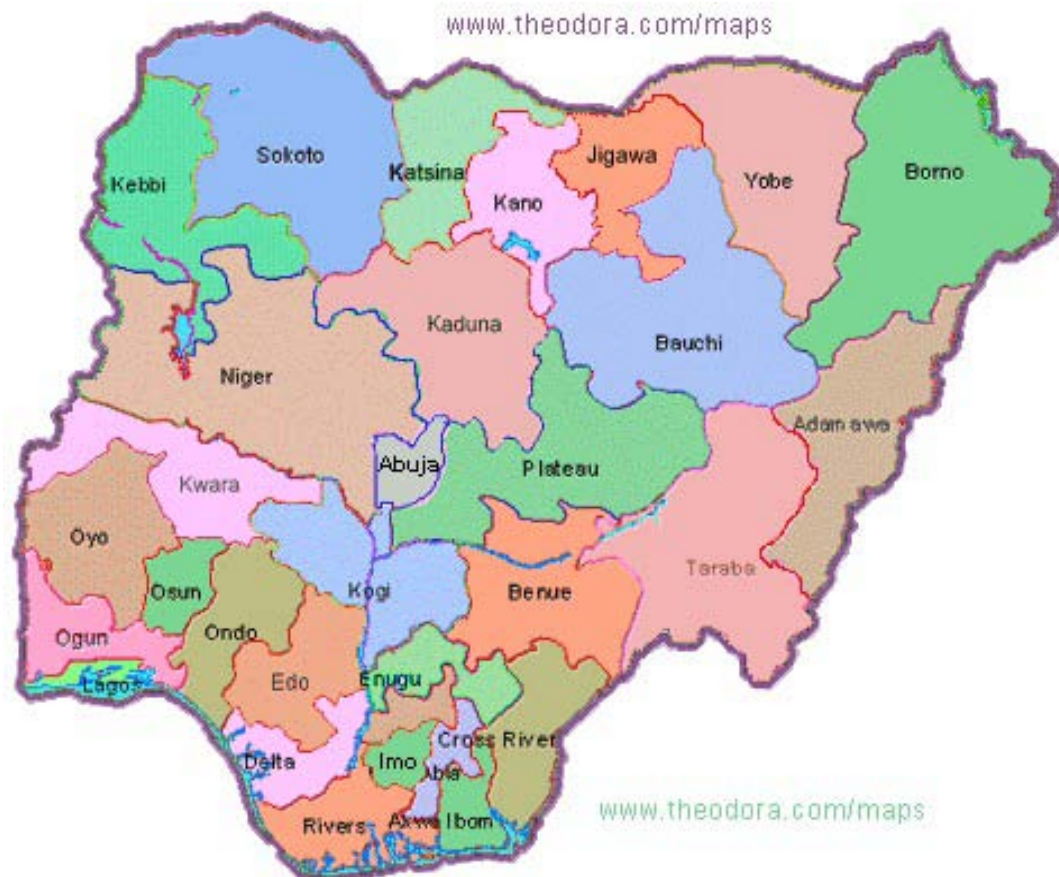 www.theodora.com/maps
Sokoto
Katsina
Jigawa
Yobe
Borno
Kebbi
Kano
Kaduna
Bauchi
Niger
Adamawa
Abuja
Plateau
Kwara
Oyo
Taraba
Osun
Kogi
Benue
Ogun
Ondo
Lagos
Edo
Enugu
Cross River
Delta
Imo
Abia
Rivers
Akwa Ibom
www.theodora.com/maps